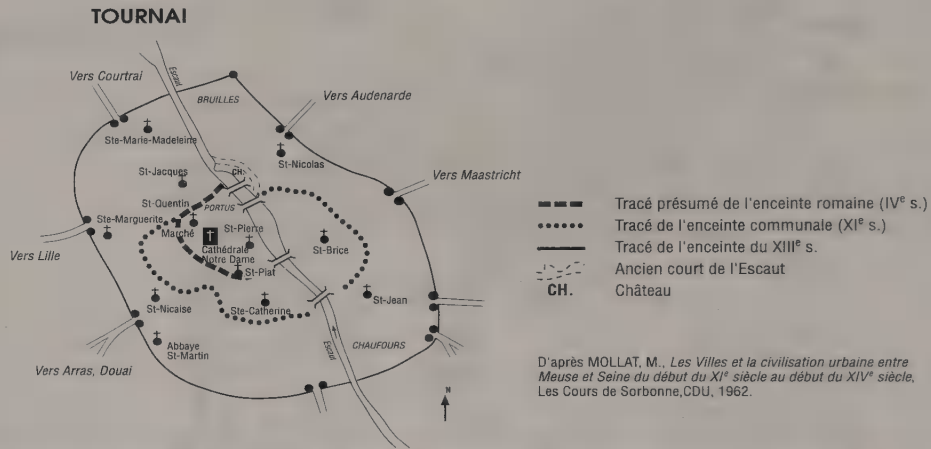 TOURNAI
Vers Courtrai
Escaut
BRUILLES
Vers Audenarde
Ste-Marie-Madeleine
St-Nicolas
St-Jacques
CH.
Vers Maastricht
St-Quentin
PORTUS
Ste-Marguerite
Marché
St-Pierre
St-Brice
Cathédrale
Notre Dame
Vers Lille
St-Piat
St-Nicaise
Ste-Catherine
St-Jean
Abbaye
St-Martin
Escaut
CHAUFOURS
Vers Arras, Douai
N
Tracé présumé de l'enceinte romaine (IVe s.)
Tracé de l'enceinte communale (XIe s.)
Tracé de l'enceinte du XIIIe s.
Ancien court de l'Escaut
CH. Château
D'après MOLLAT, M., Les Villes et la civilisation urbaine entre
Meuse et Seine du début du XIe siècle au début du XIVe siècle,
Les Cours de Sorbonne,CDU, 1962.